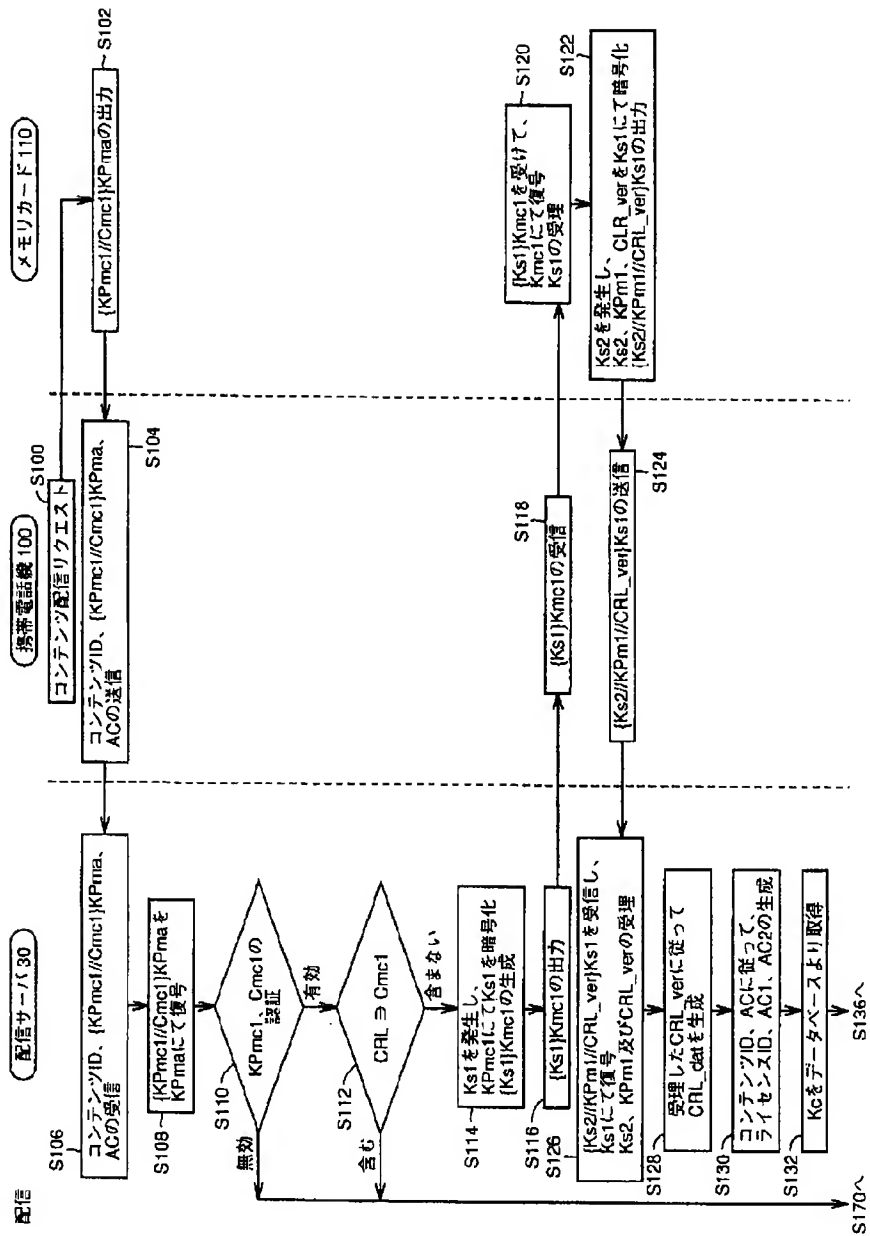 配信
配信サーバ30
携帯電話機100
メモリカード110
S100
コンテンツ配信リクエスト
S102
{KPmc1//Cmc1}KPmaの出力
S104
コンテンツID、{KPmc1//Cmc1}KPma、
ACの送信
S106
コンテンツID、{KPmc1//Cmc1}KPma、
ACの受信
S108
{KPmc1//Cmc1}KPmaを
KPmaにて復号
S110
KPmc1、Cmc1の
認証
無効
有効
S112
CRL∋Cmc1
含む
含まない
S114
Ks1を発生し、
KPmc1にてKs1を暗号化
{Ks1}Kmc1の生成
S116
{Ks1}Kmc1の出力
S118
{Ks1}Kmc1の受信
S120
{Ks1}Kmc1を受けて、
Kmc1にて復号
Ks1の受理
S122
Ks2を発生し、
Ks2、KPm1、CLR_verをKs1にて暗号化
{Ks2//KPm1//CRL_ver}Ks1の出力
S124
{Ks2//KPm1//CRL_ver}Ks1の送信
S126
{Ks2//KPm1//CRL_ver}Ks1を受信し、
Ks1にて復号
Ks2、KPm1及びCRL_verの受理
S128
受理したCRL_verに従って
CRL_datを生成
S130
コンテンツID、ACに従って、
ライセンスID、AC1、AC2の生成
S132
Kcをデータベースより取得
S170へ
S136へ